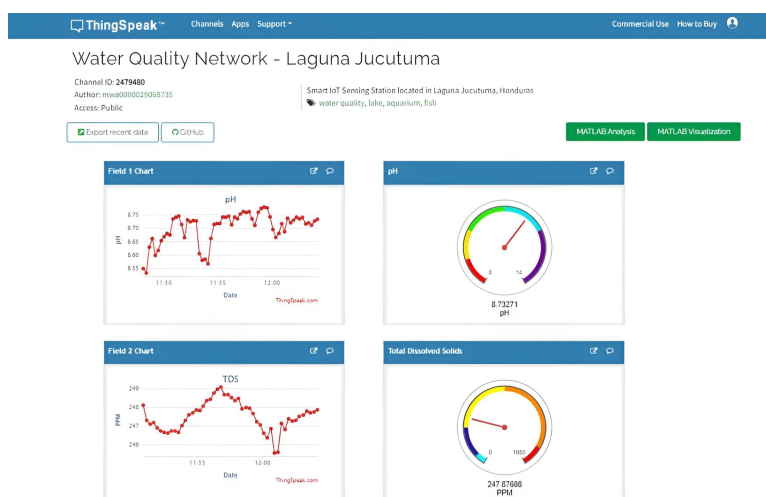 ThingSpeak™ Channels Apps Support Commercial Use How to Buy
Water Quality Network - Laguna Jucutuma
Channel ID: 2479480
Author: mwa0000029068735
Access: Public
Smart IoT Sensing Station located in Laguna Jucutuma, Honduras
water quality, lake, aquarium, fish
Export recent data GitHub MATLAB Analysis MATLAB Visualization
Field 1 Chart
pH
pH
8.75
8.70
8.65
8.60
8.55
11:50 11:55 12:00
Date
ThingSpeak.com
pH
0 14
8.73271
pH
Field 2 Chart
TDS
PPM
249
248
247
246
11:55 12:00
Date
ThingSpeak.com
Total Dissolved Solids
0 1000
247.87608
PPM